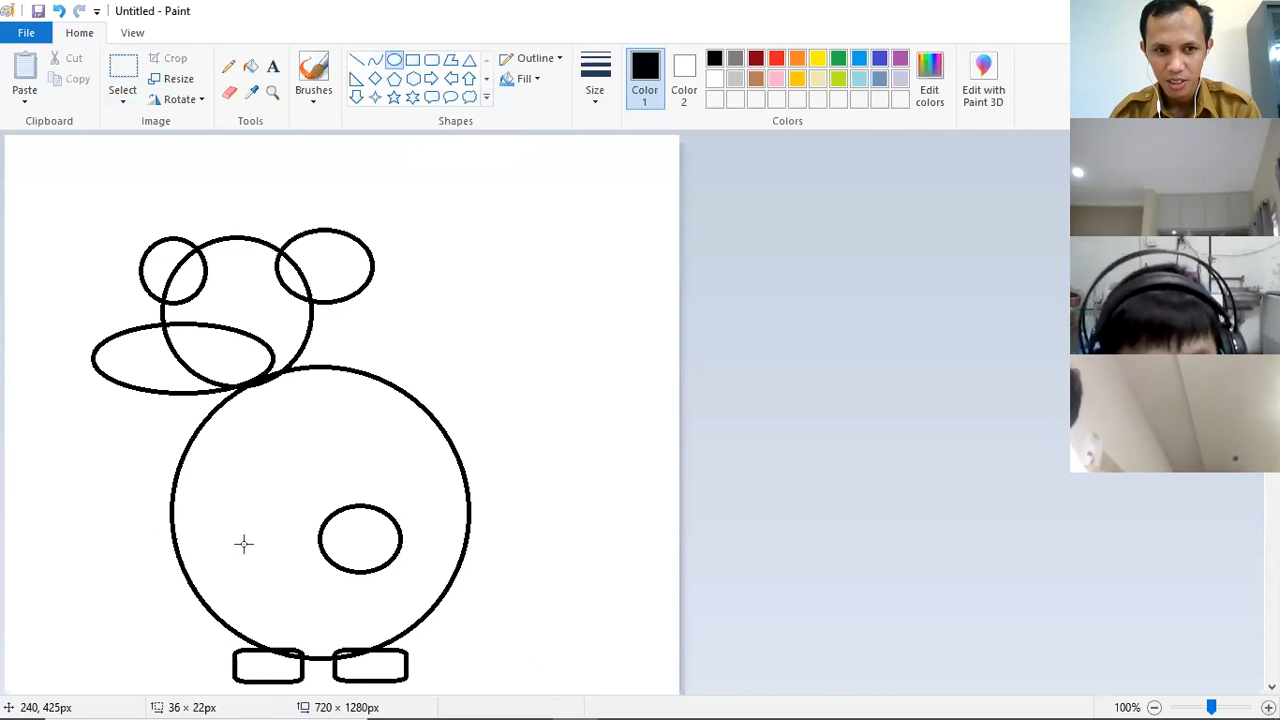 Untitled - Paint
File
Home
View
Paste
Cut
Copy
Clipboard
Select
Crop
Resize
Rotate
Image
A
Tools
Brushes
Outline
Fill
Shapes
Size
Color 1
Color 2
Edit colors
Edit with Paint 3D
Colors
240, 425px
36 × 22px
720 × 1280px
100%